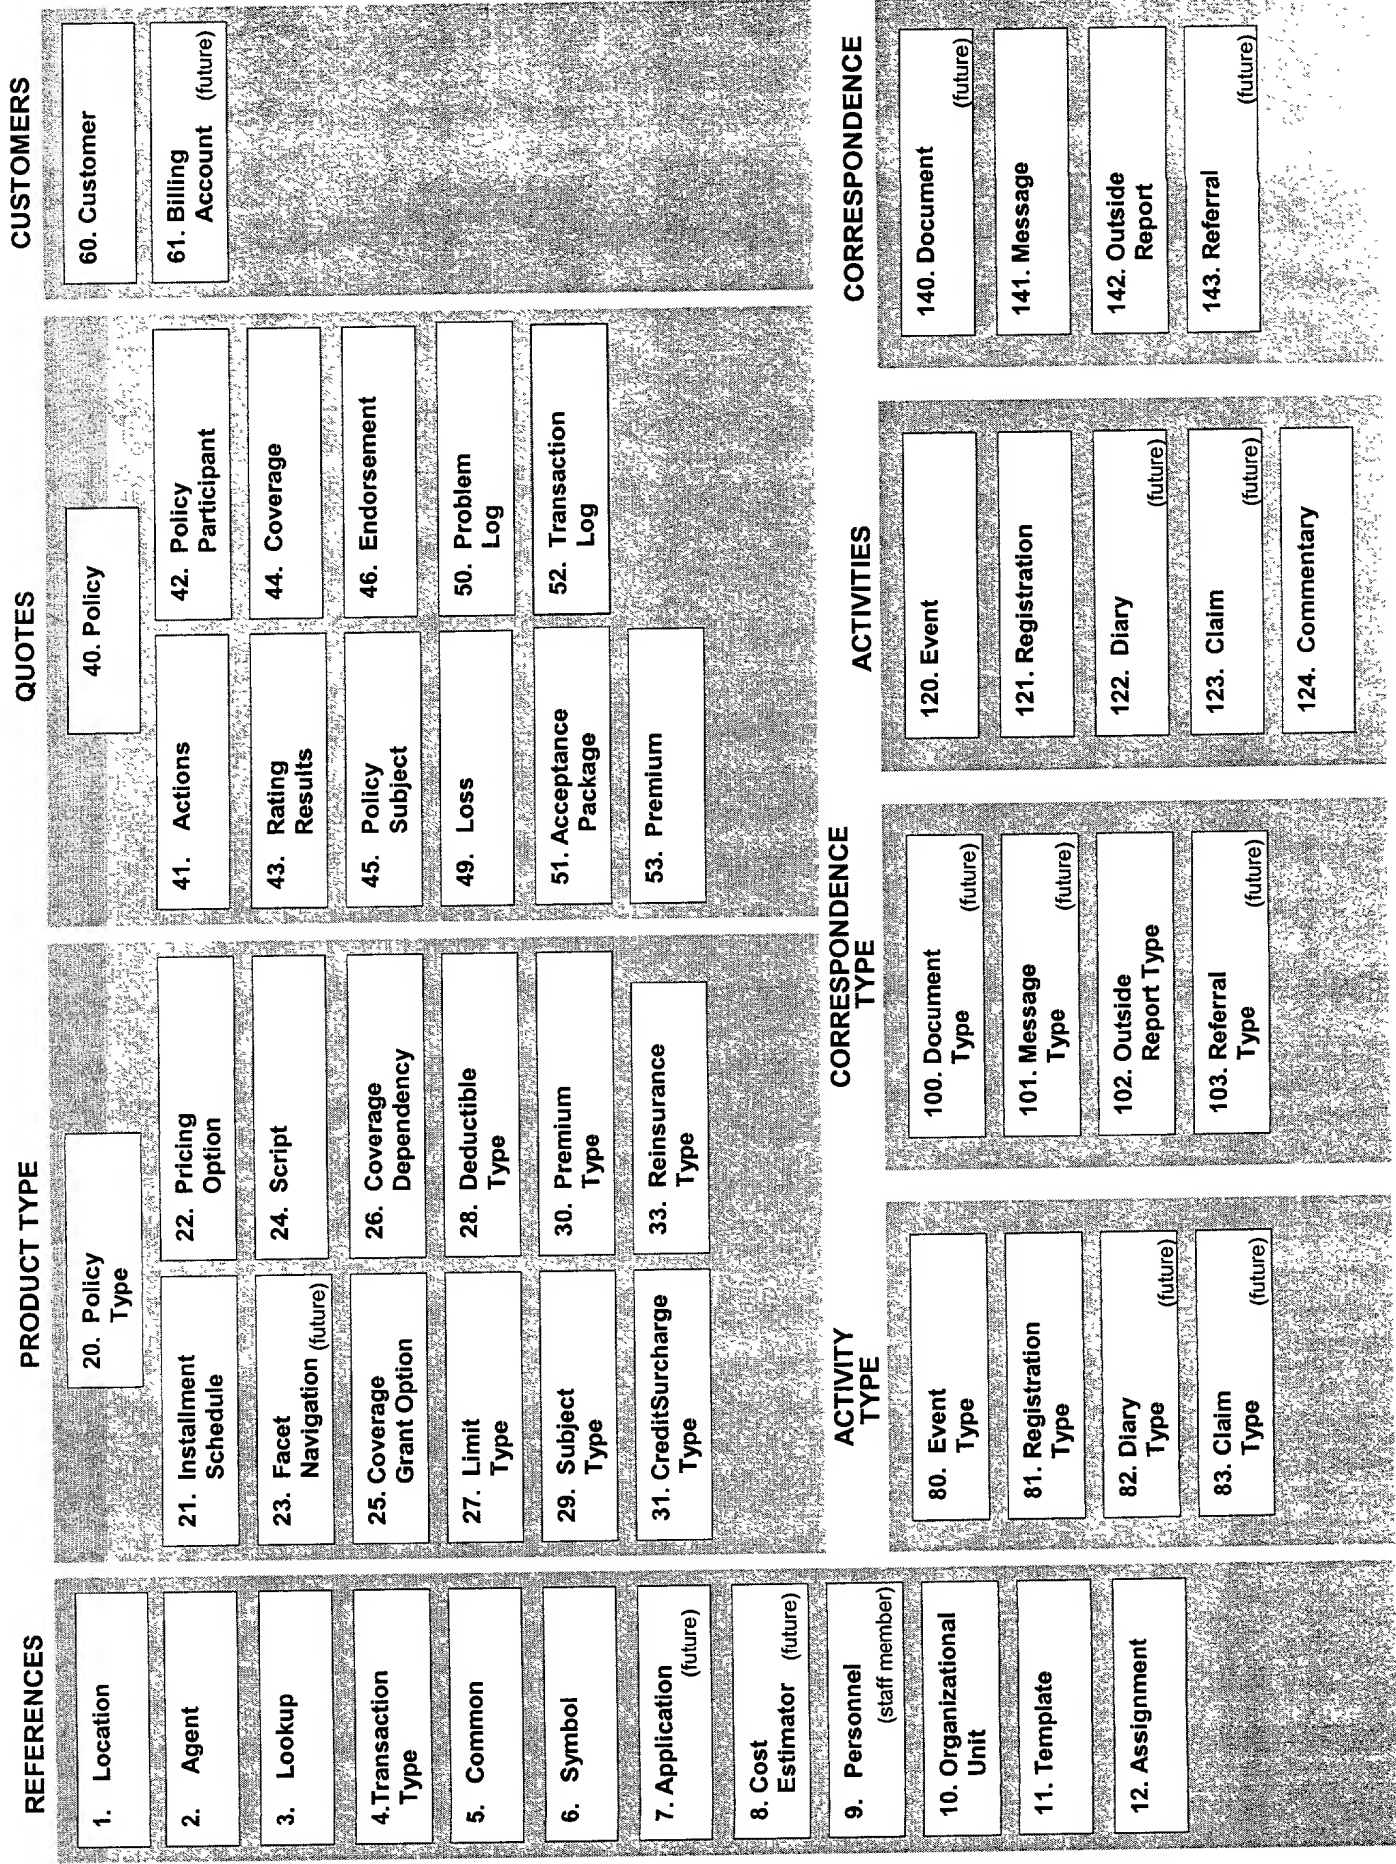 REFERENCES
1. Location
2. Agent
3. Lookup
4.Transaction
Type
5. Common
6. Symbol
7. Application
(future)
8. Cost
Estimator (future)
9. Personnel
(staff member)
10. Organizational
Unit
11. Template
12. Assignment
PRODUCT TYPE
20. Policy
Type
21. Installment
Schedule
22. Pricing
Option
23. Facet
Navigation (future)
24. Script
25. Coverage
Grant Option
26. Coverage
Dependency
27. Limit
Type
28. Deductible
Type
29. Subject
Type
30. Premium
Type
31. CreditSurcharge
Type
33. Reinsurance
Type
QUOTES
40. Policy
41. Actions
42. Policy
Participant
43. Rating
Results
44. Coverage
45. Policy
Subject
46. Endorsement
49. Loss
50. Problem
Log
51. Acceptance
Package
52. Transaction
Log
53. Premium
CUSTOMERS
60. Customer
61. Billing
Account (future)
ACTIVITY
TYPE
80. Event
Type
81. Registration
Type
82. Diary
Type
(future)
83. Claim
Type
(future)
CORRESPONDENCE
TYPE
100. Document
Type
(future)
101. Message
Type
(future)
102. Outside
Report Type
103. Referral
Type
(future)
ACTIVITIES
120. Event
121. Registration
122. Diary
(future)
123. Claim
(future)
124. Commentary
CORRESPONDENCE
140. Document
(future)
141. Message
142. Outside
Report
143. Referral
(future)